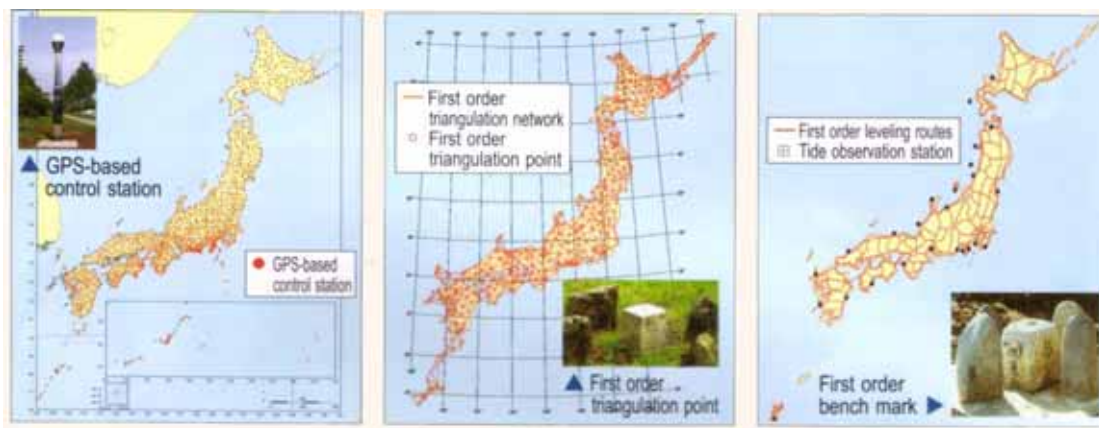 ▲ GPS-based
control station
GPS-based
control station
First order
triangulation network
First order
triangulation point
▲ First order
triangulation point
First order leveling routes
Tide observation station
First order
bench mark ▶